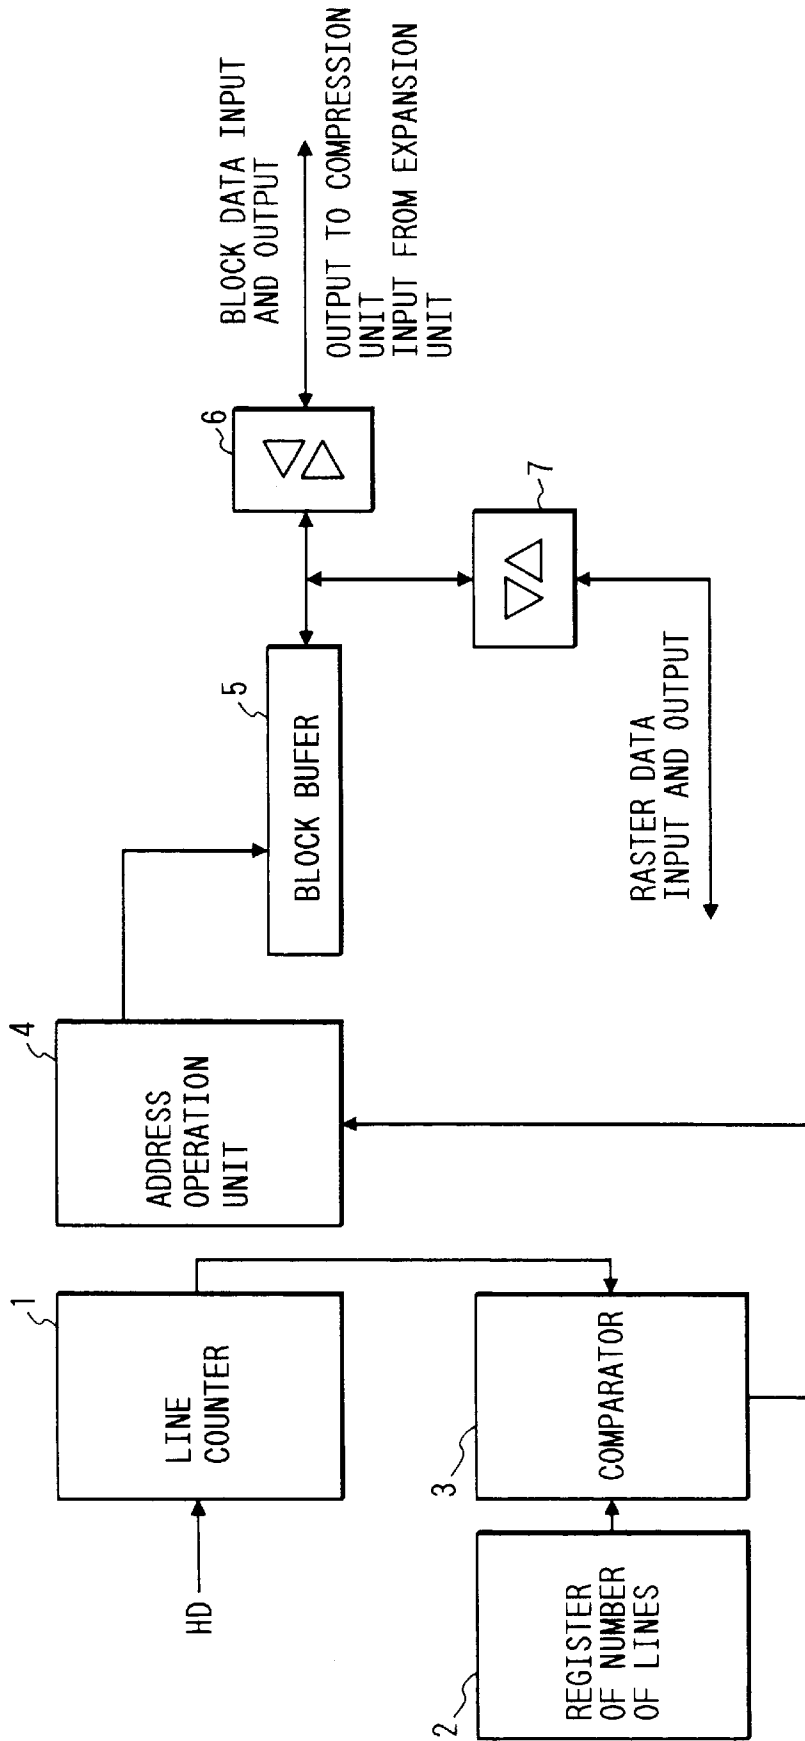 HD
1
LINE
COUNTER
2
REGISTER
OF NUMBER
OF LINES
3
COMPARATOR
4
ADDRESS
OPERATION
UNIT
5
BLOCK BUFER
6
BLOCK DATA INPUT
AND OUTPUT
OUTPUT TO COMPRESSION
UNIT
INPUT FROM EXPANSION
UNIT
7
RASTER DATA
INPUT AND OUTPUT